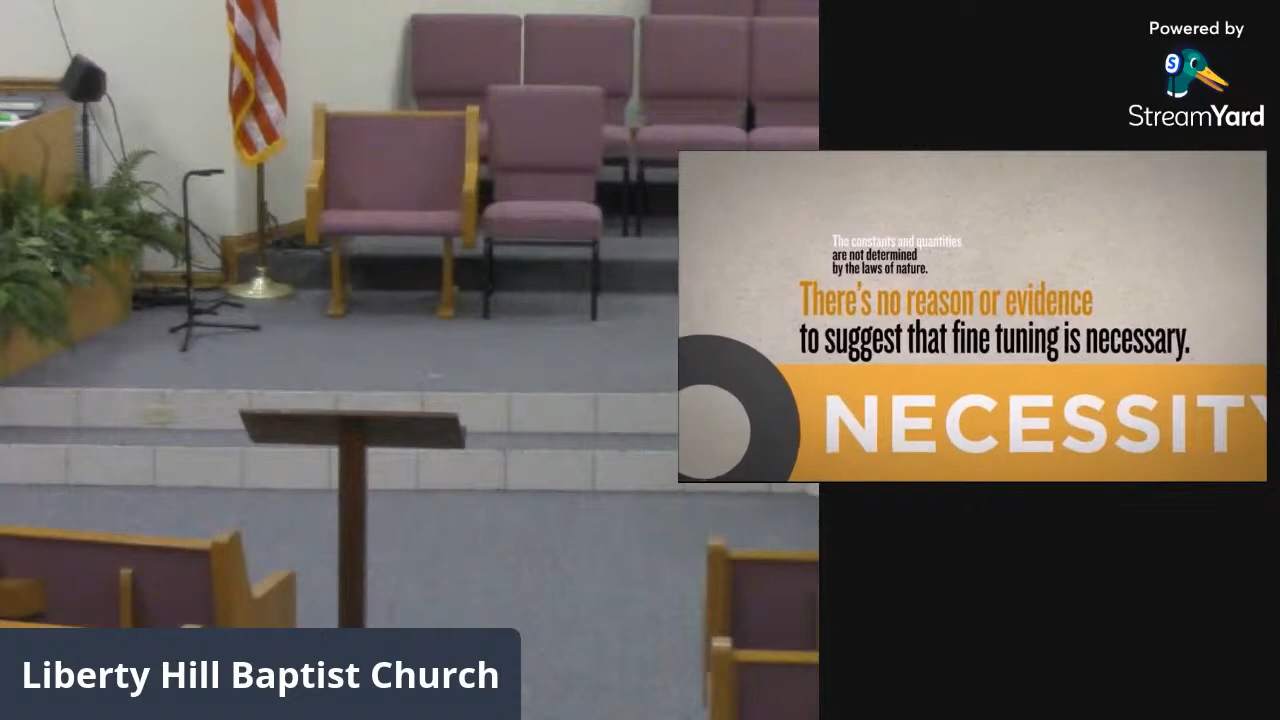 Powered by
S
StreamYard
The constants and quantities
are not determined
by the laws of nature.
There's no reason or evidence
to suggest that fine tuning is necessary.
NECESSITY
Liberty Hill Baptist Church